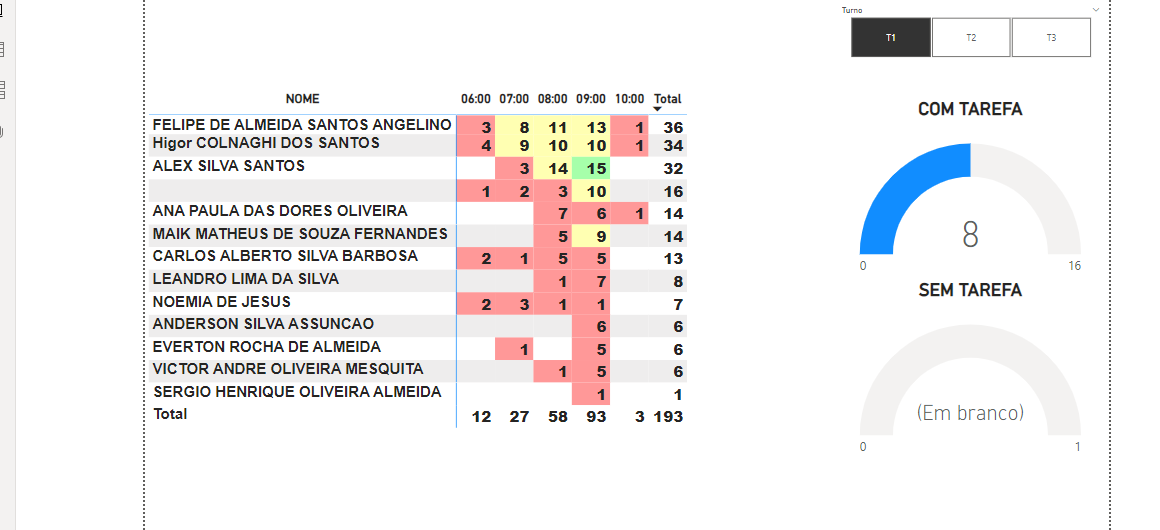 Turno
T1 T2 T3
NOME 06:00 07:00 08:00 09:00 10:00 Total
FELIPE DE ALMEIDA SANTOS ANGELINO 3 8 11 13 1 36
Higor COLNAGHI DOS SANTOS 4 9 10 10 1 34
ALEX SILVA SANTOS 3 14 15 32
1 2 3 10 16
ANA PAULA DAS DORES OLIVEIRA 7 6 1 14
MAIK MATHEUS DE SOUZA FERNANDES 5 9 14
CARLOS ALBERTO SILVA BARBOSA 2 1 5 5 13
LEANDRO LIMA DA SILVA 1 7 8
NOEMIA DE JESUS 2 3 1 1 7
ANDERSON SILVA ASSUNCAO 6 6
EVERTON ROCHA DE ALMEIDA 1 5 6
VICTOR ANDRE OLIVEIRA MESQUITA 1 5 6
SERGIO HENRIQUE OLIVEIRA ALMEIDA 1 1
Total 12 27 58 93 3 193
COM TAREFA
8
0 16
SEM TAREFA
(Em branco)
0 1